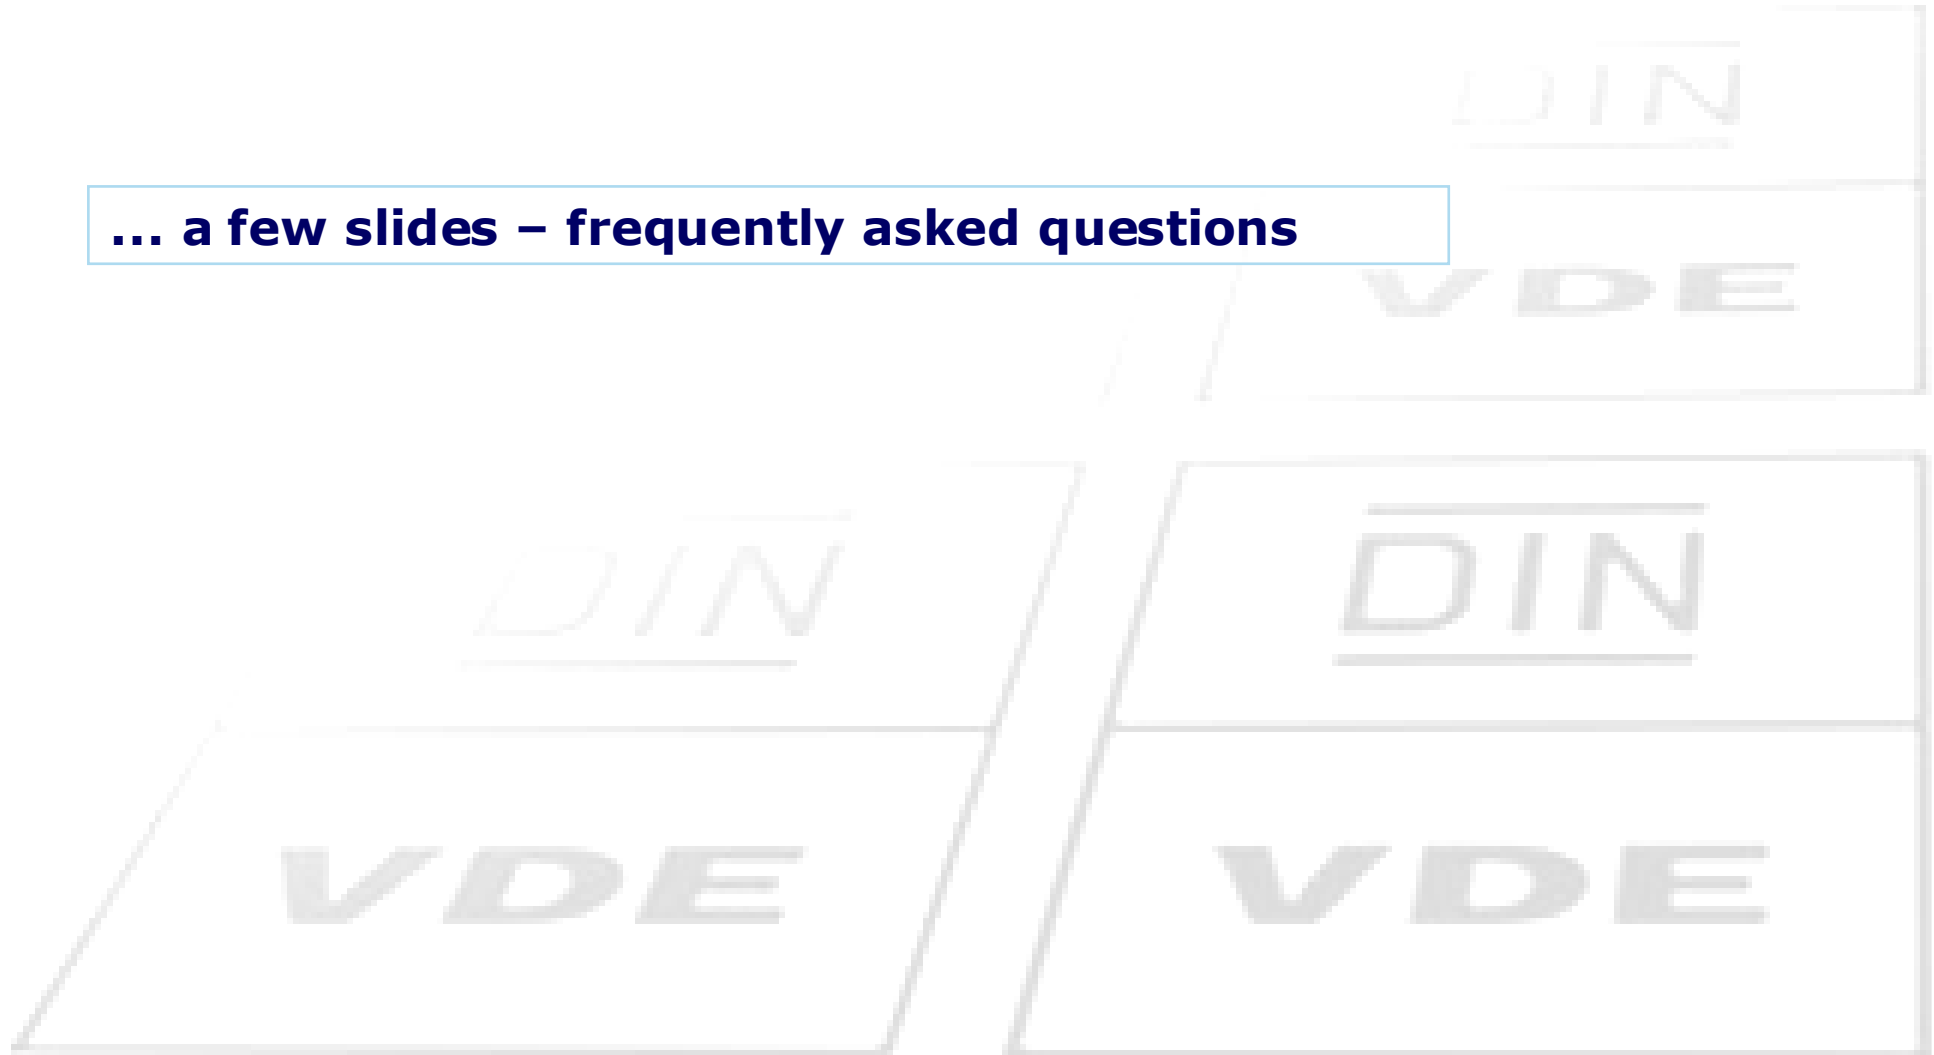 DIN
... a few slides – frequently asked questions
VDE
DIN DIN
VDE VDE